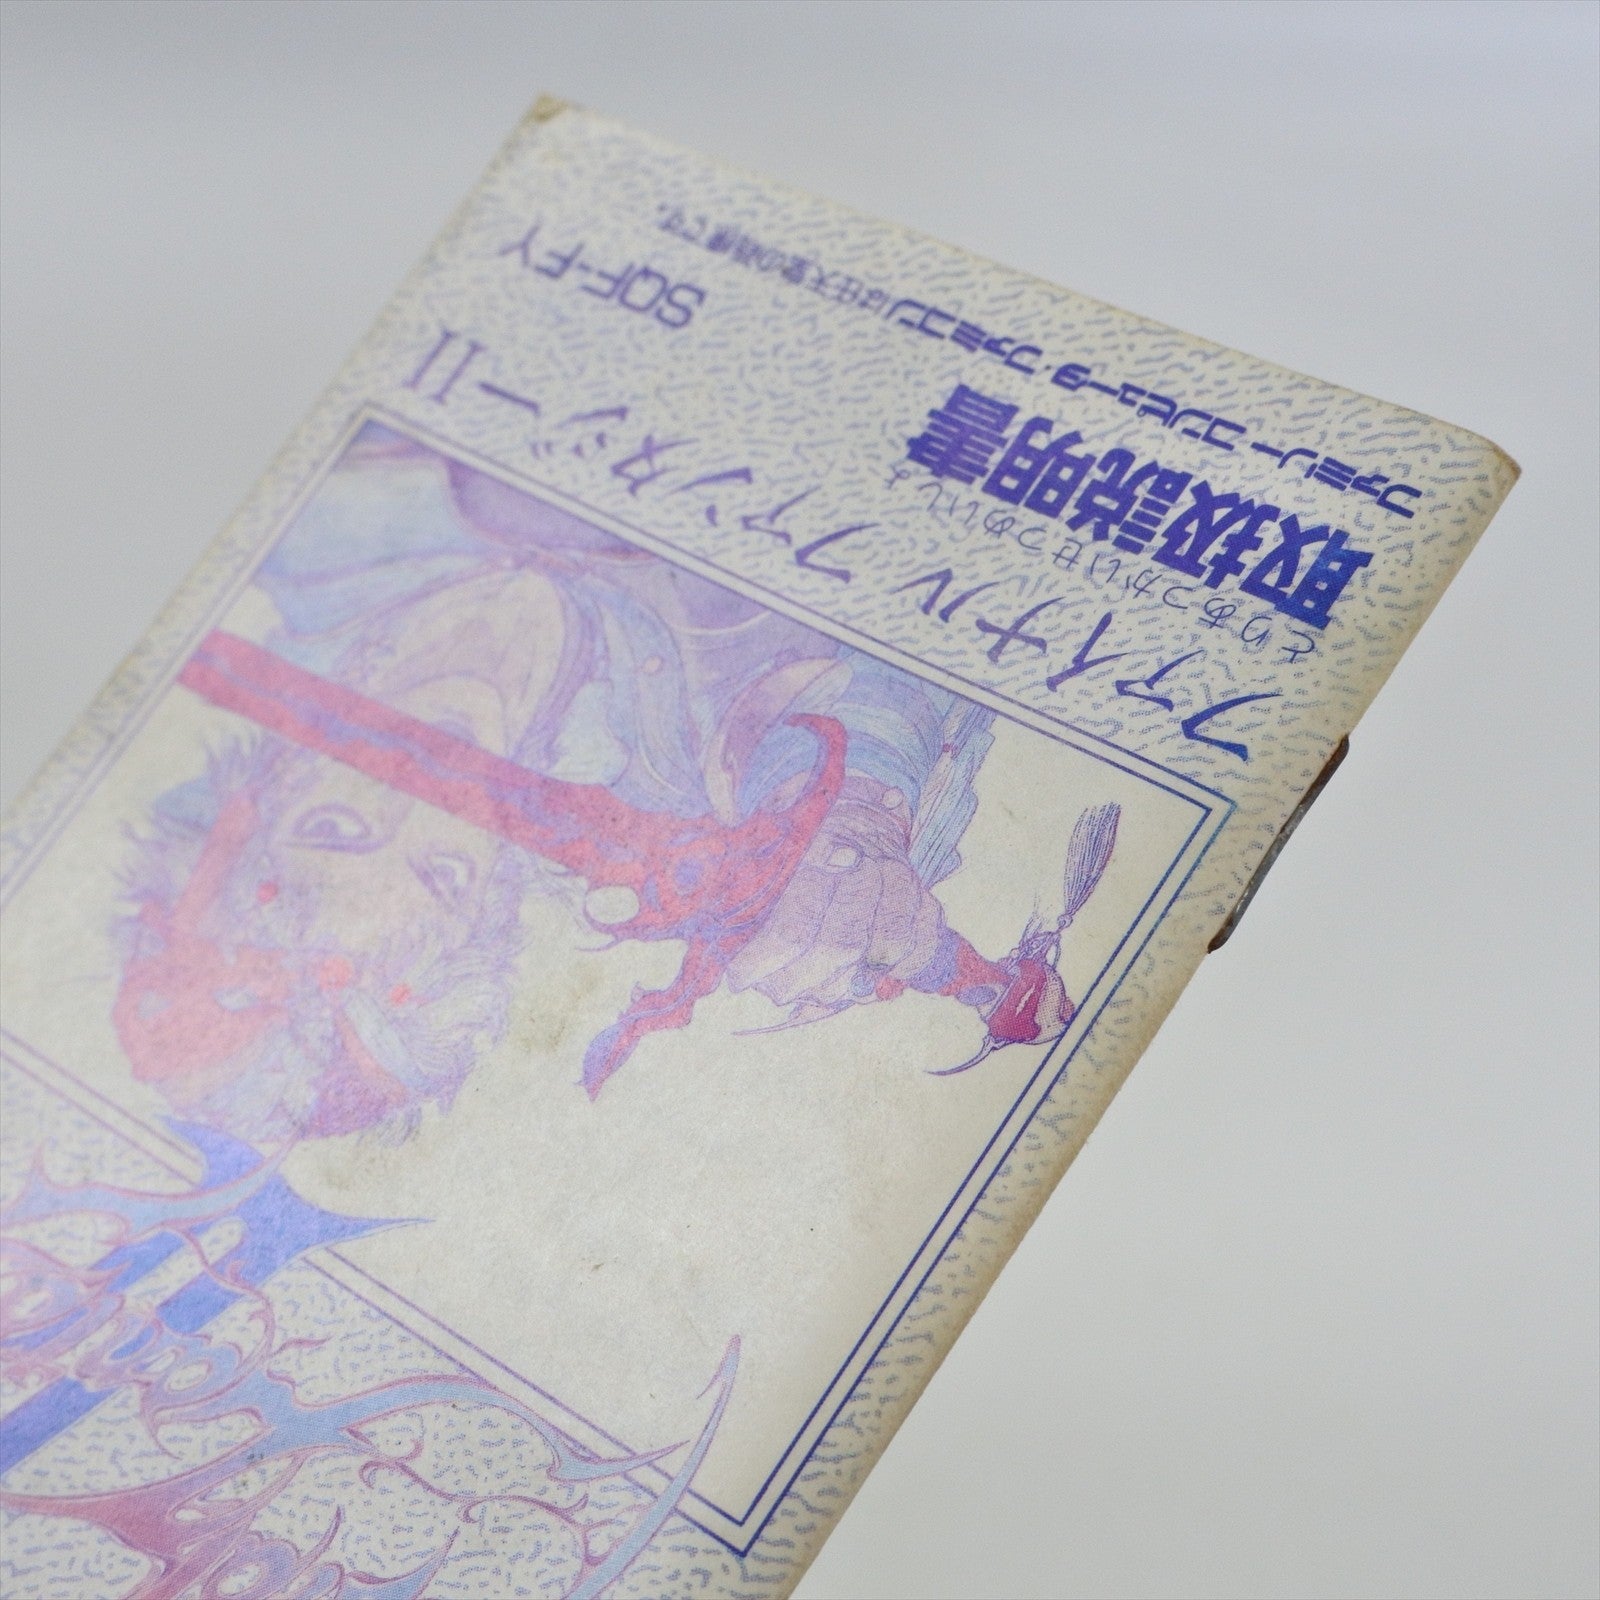 ファイナルファンタジーII
SQF-FY
とりあつかいせつめいしょ
取扱説明書
ファミリーコンピュータ・ファミコンは任天堂の商標です。